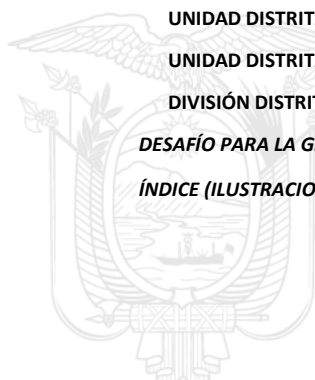 UNIDAD DISTRIT
UNIDAD DISTRIT
DIVISIÓN DISTRIT
DESAFÍO PARA LA G
ÍNDICE (ILUSTRACIO